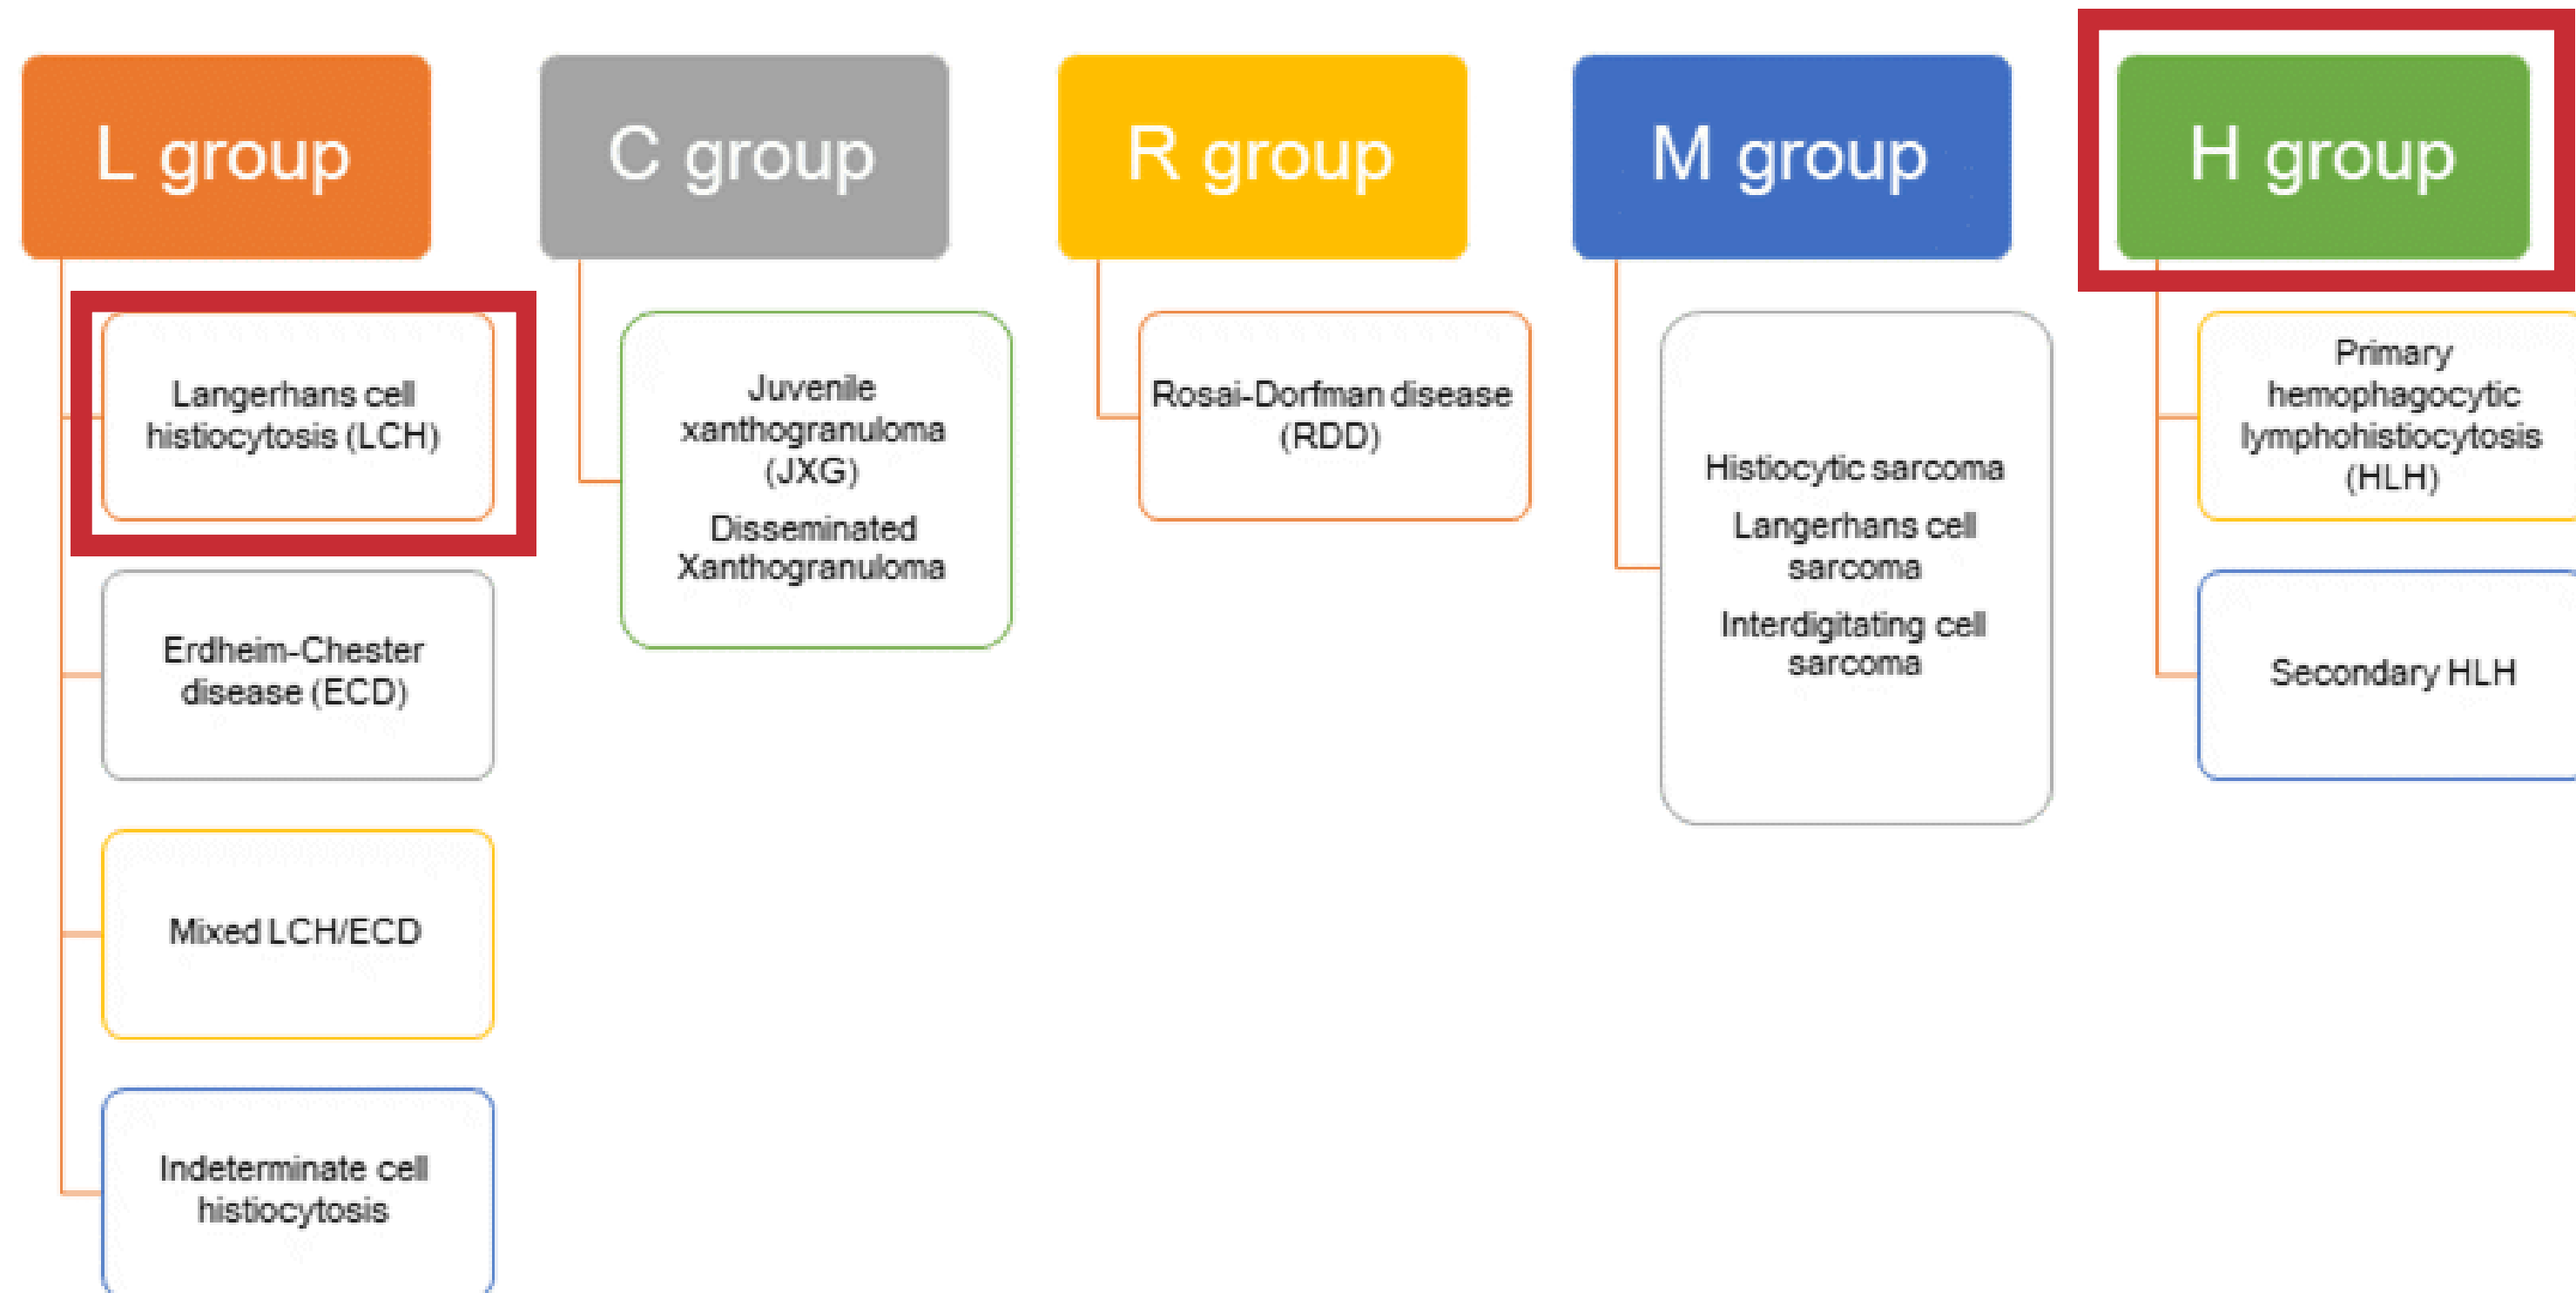 L group
Langerhans cell
histiocytosis (LCH)
Erdheim-Chester
disease (ECD)
Mixed LCH/ECD
Indeterminate cell
histiocytosis
C group
Juvenile
xanthogranuloma
(JXG)
Disseminated
Xanthogranuloma
R group
Rosai-Dorfman disease
(RDD)
M group
Histiocytic sarcoma
Langerhans cell
sarcoma
Interdigitating cell
sarcoma
H group
Primary
hemophagocytic
lymphohistiocytosis
(HLH)
Secondary HLH